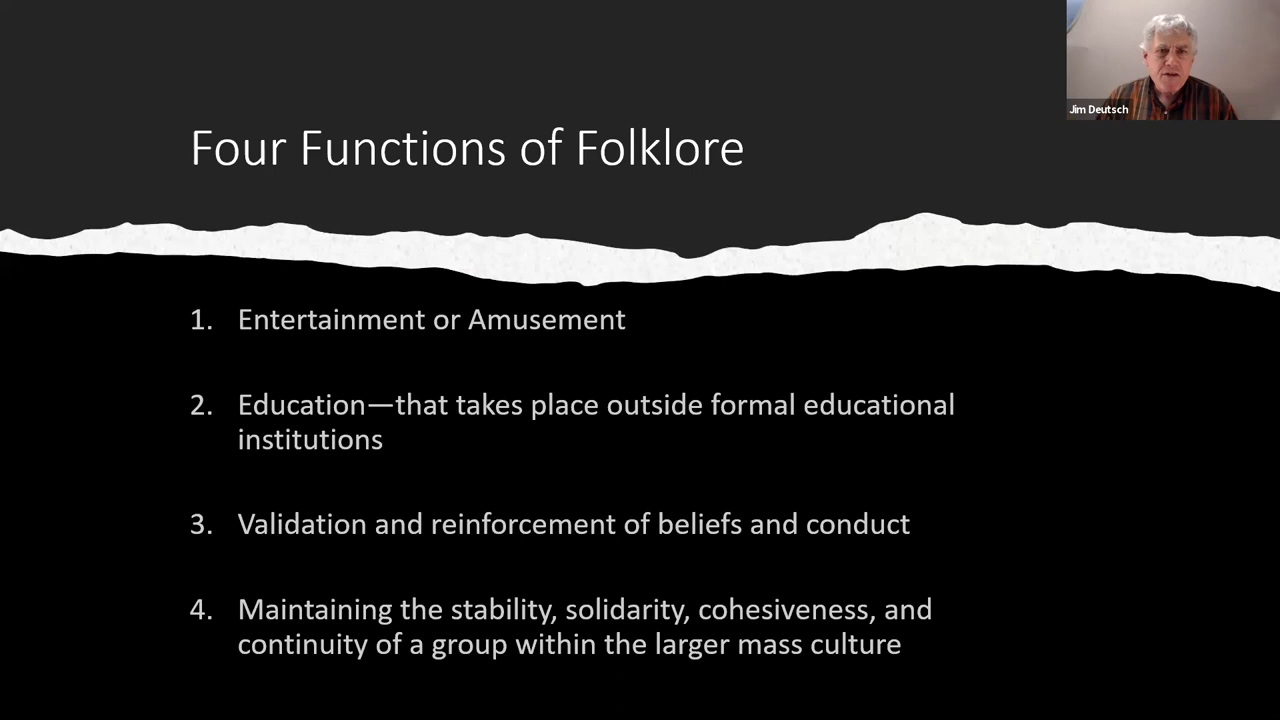 Jim Deutsch
Four Functions of Folklore
1. Entertainment or Amusement
2. Education—that takes place outside formal educational
institutions
3. Validation and reinforcement of beliefs and conduct
4. Maintaining the stability, solidarity, cohesiveness, and
continuity of a group within the larger mass culture